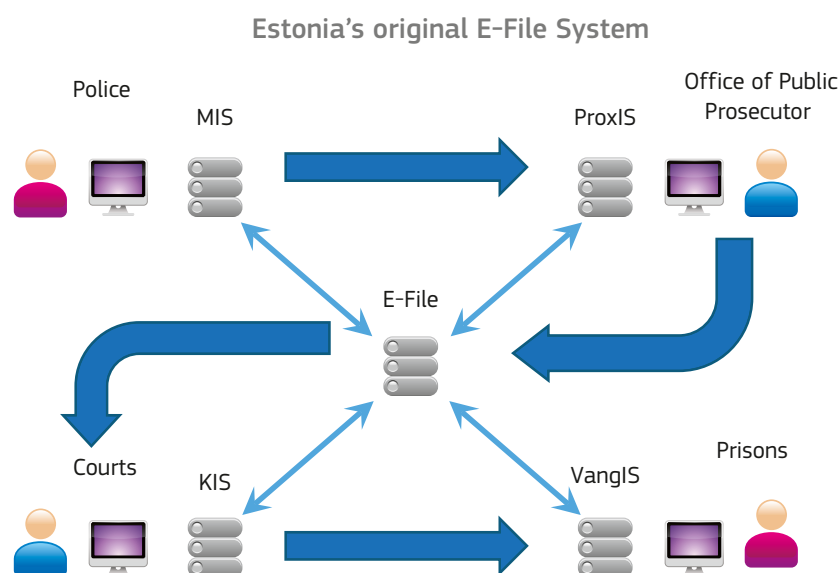 Estonia's original E-File System
Police
MIS
ProxIS
Office of Public
Prosecutor
E-File
Courts
KIS
VangIS
Prisons